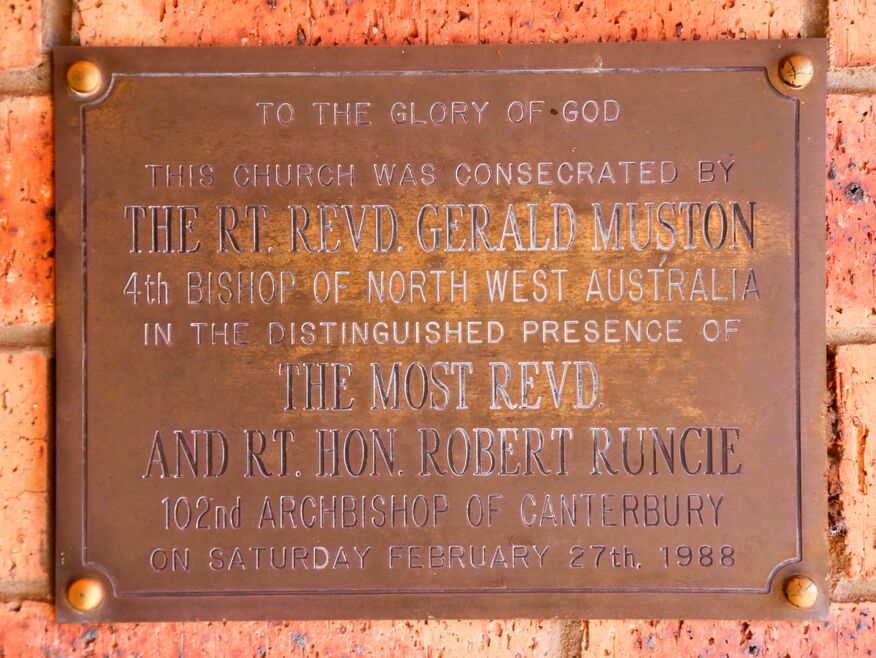 TO THE GLORY OF GOD
THIS CHURCH WAS CONSECRATED BY
THE RT. REVD. GERALD MUSTON
4th BISHOP OF NORTH WEST AUSTRALIA
IN THE DISTINGUISHED PRESENCE OF
THE MOST REVD.
AND RT. HON. ROBERT RUNCIE
102nd ARCHBISHOP OF CANTERBURY
ON SATURDAY FEBRUARY 27th, 1988